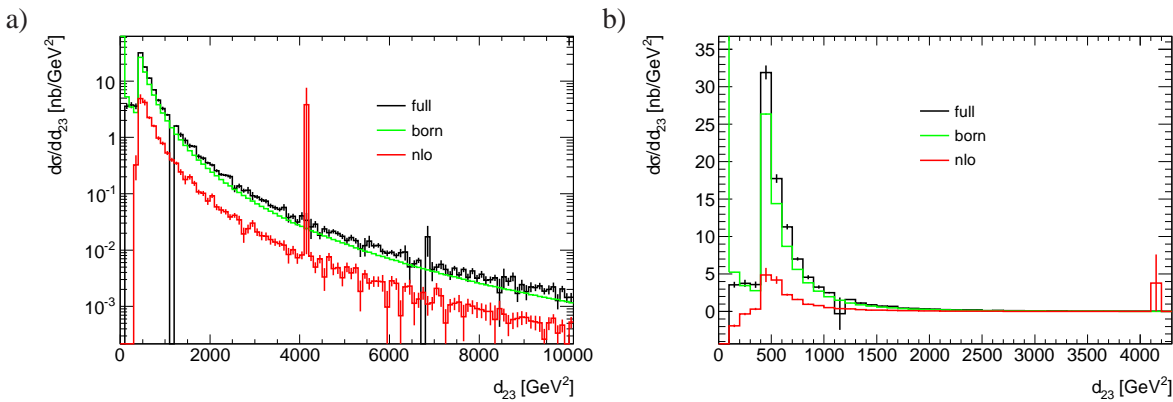 a)
dσ/dd₂₃ [nb/GeV²]
10
1
10⁻¹
10⁻²
10⁻³
full
born
nlo
0 2000 4000 6000 8000 10000
d₂₃ [GeV²]
b)
dσ/dd₂₃ [nb/GeV²]
35
30
25
20
15
10
5
0
full
born
nlo
0 500 1000 1500 2000 2500 3000 3500 4000
d₂₃ [GeV²]